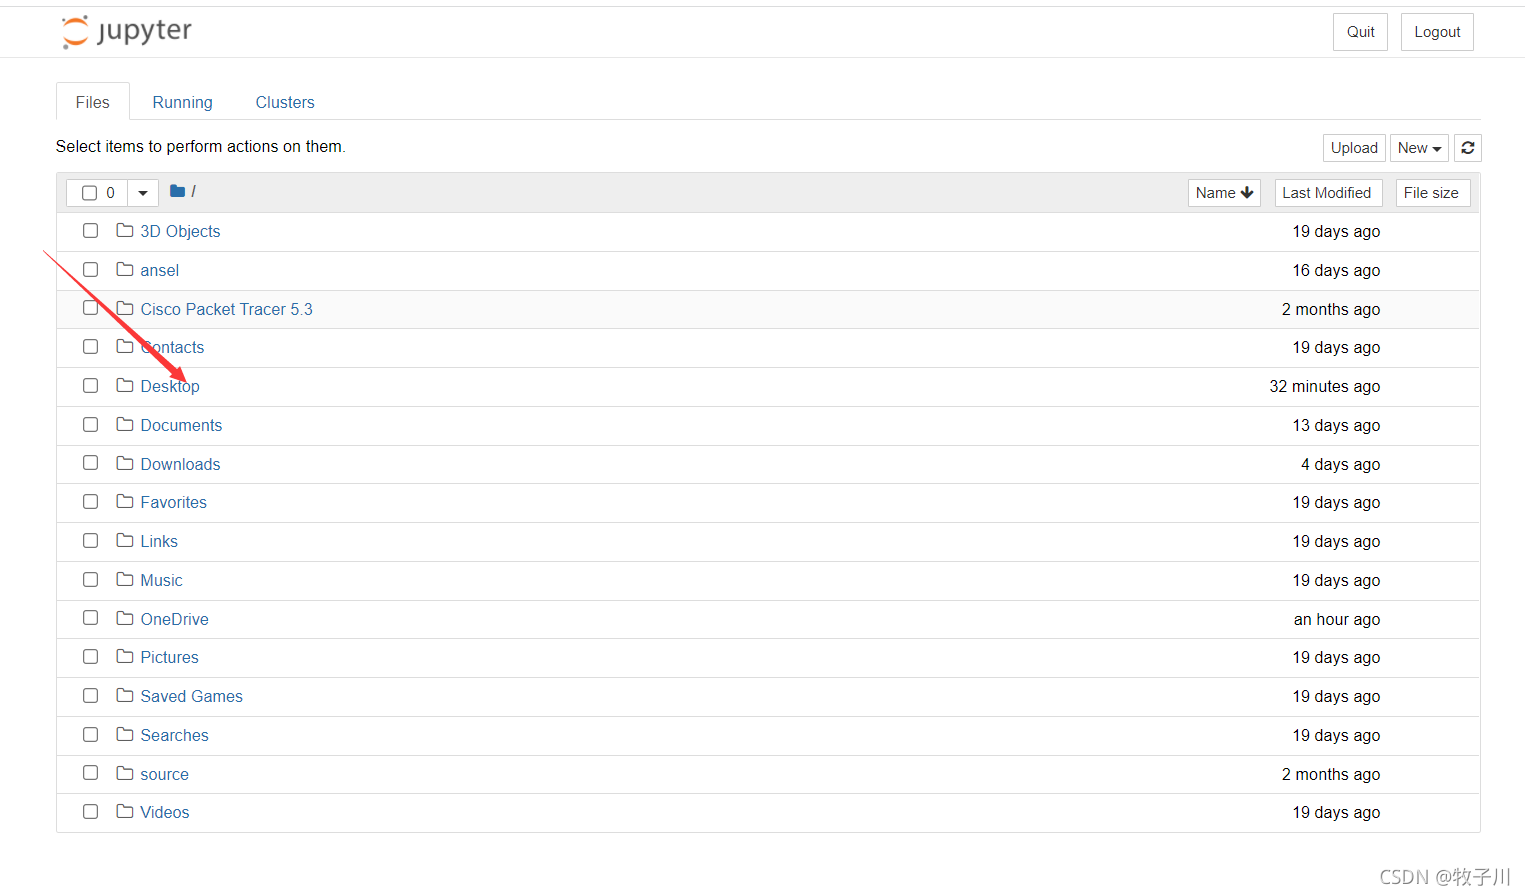 jupyter
Quit Logout
Files Running Clusters
Select items to perform actions on them.
Upload New
0 / Name Last Modified File size
3D Objects 19 days ago
ansel 16 days ago
Cisco Packet Tracer 5.3 2 months ago
Contacts 19 days ago
Desktop 32 minutes ago
Documents 13 days ago
Downloads 4 days ago
Favorites 19 days ago
Links 19 days ago
Music 19 days ago
OneDrive an hour ago
Pictures 19 days ago
Saved Games 19 days ago
Searches 19 days ago
source 2 months ago
Videos 19 days ago
CSDN @牧子川